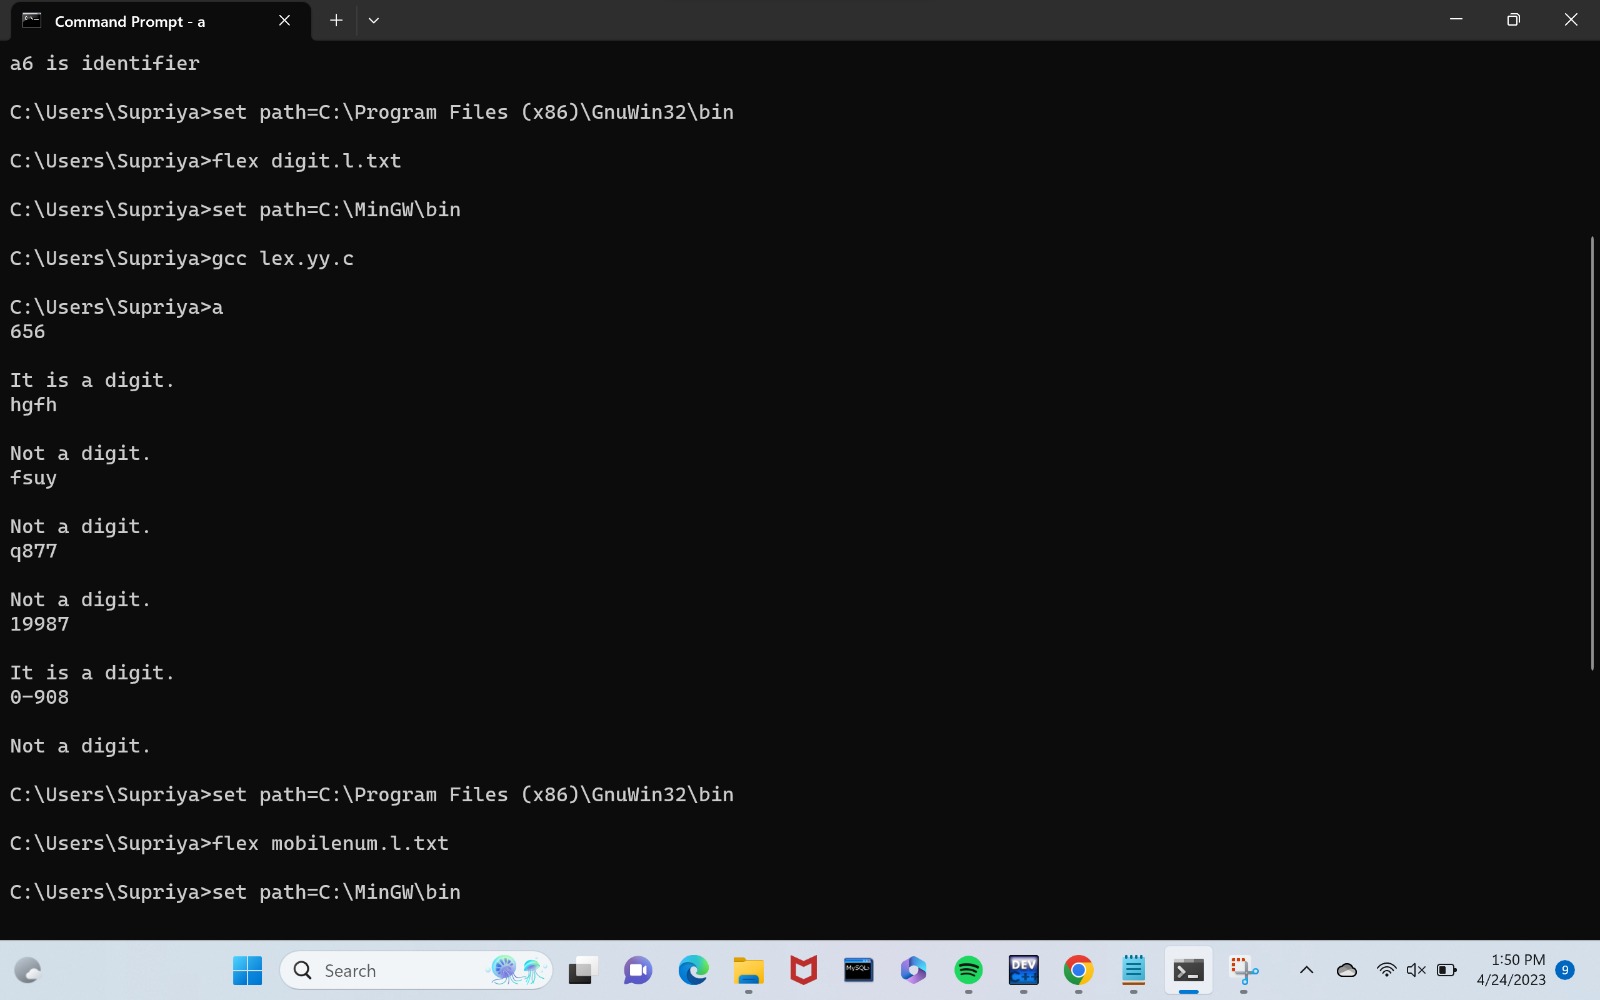 Command Prompt - a
a6 is identifier
C:\Users\Supriya>set path=C:\Program Files (x86)\GnuWin32\bin
C:\Users\Supriya>flex digit.l.txt
C:\Users\Supriya>set path=C:\MinGW\bin
C:\Users\Supriya>gcc lex.yy.c
C:\Users\Supriya>a
656
It is a digit.
hgfh
Not a digit.
fsuy
Not a digit.
q877
Not a digit.
19987
It is a digit.
0-908
Not a digit.
C:\Users\Supriya>set path=C:\Program Files (x86)\GnuWin32\bin
C:\Users\Supriya>flex mobilenum.l.txt
C:\Users\Supriya>set path=C:\MinGW\bin
Search
MySQL
DEV
C++
1:50 PM
4/24/2023
9